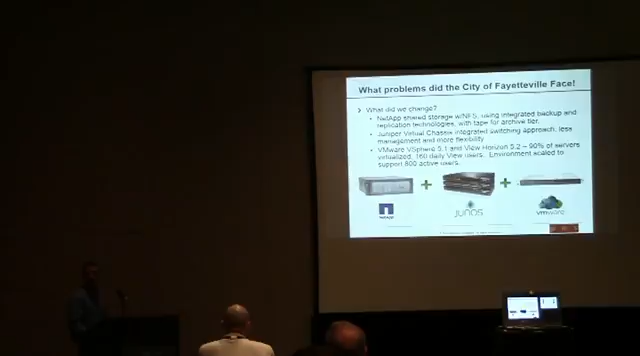 What problems did the City of Fayetteville Face!
What did we change?
NetApp shared storage w/NFS, using integrated backup and
replication technologies, with tape for archive tier.
Juniper Virtual Chassis integrated switching approach, less
management and more flexibility
VMware VSphere 5.1 and View Horizon 5.2 – 90% of servers
virtualized, 160 daily View users. Environment scaled to
support 800 active users.
NetApp
JUNOS
vmware